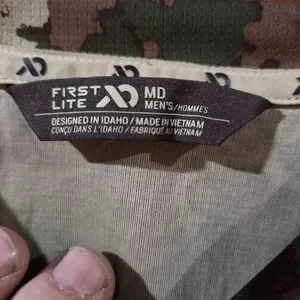 FIRST LITE MD
MEN'S/HOMMES
DESIGNED IN IDAHO / MADE IN VIETNAM
CONÇU DANS L'IDAHO / FABRIQUÉ AU VIETNAM